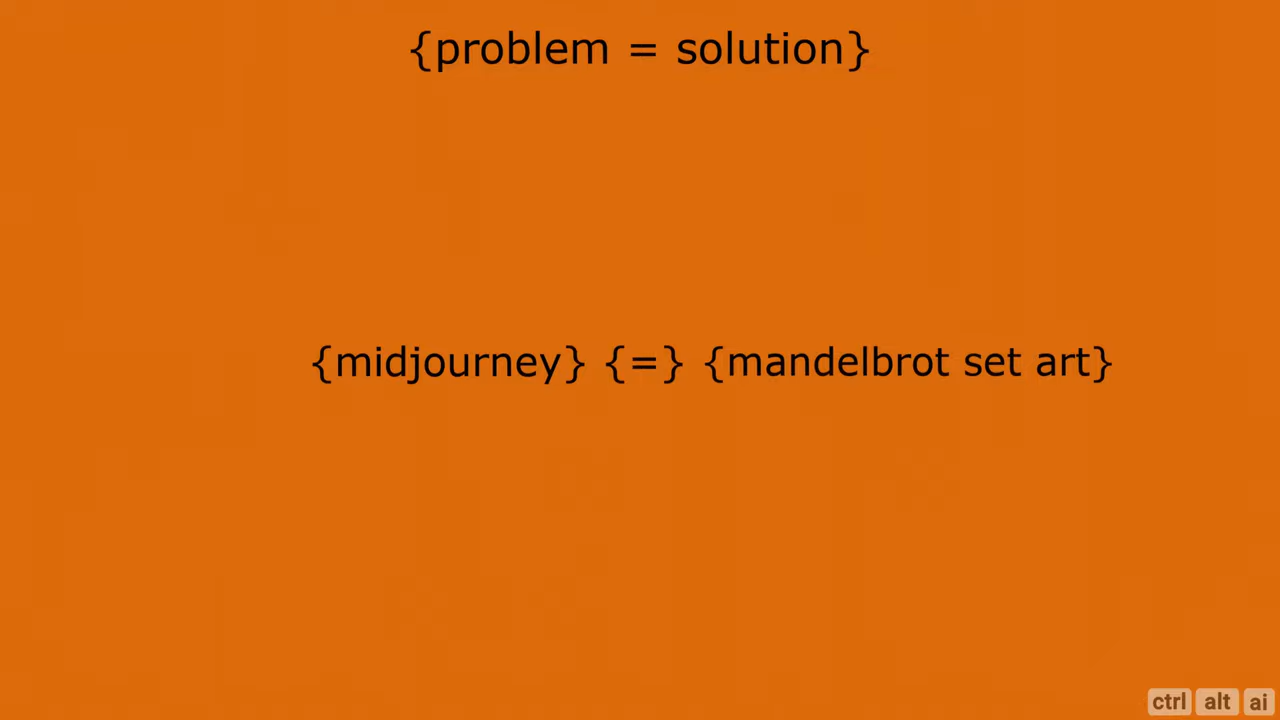 {problem = solution}
{midjourney} {=} {mandelbrot set art}
ctrl alt ai